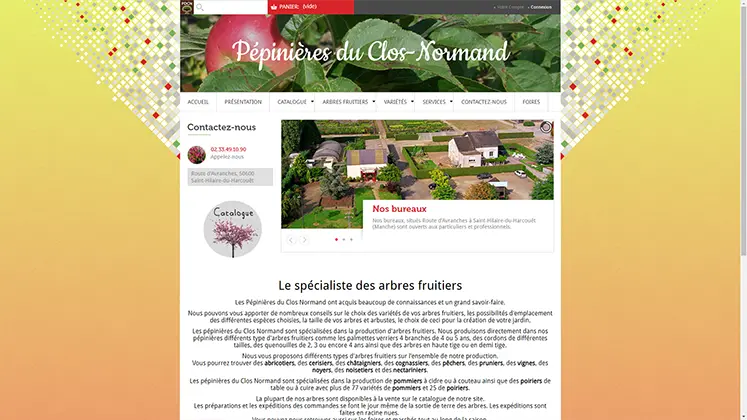 PDCN
PANIER: (vide)
Votre Compte
Connexion
Pépinières du Clos-Normand
ACCUEIL
PRÉSENTATION
CATALOGUE
ARBRES FRUITIERS
VARIÉTÉS
SERVICES
CONTACTEZ-NOUS
FOIRES
Contactez-nous
02.33.49.10.90
Appelez-nous
Route d'Avranches, 50600
Saint-Hilaire-du-Harcouët
Catalogue
Nos bureaux
Nos bureaux, situés Route d'Avranches à Saint-Hilaire-du-Harcouët
(Manche) sont ouverts aux particuliers et professionnels.
Le spécialiste des arbres fruitiers
Les Pépinières du Clos Normand ont acquis beaucoup de connaissances et un grand savoir-faire.
Nous pouvons vous apporter de nombreux conseils sur le choix des variétés de vos arbres fruitiers, les possibilités d'emplacement
des différentes espèces choisies, la taille de vos arbres et arbustes, le choix de ceci pour la création de votre jardin.
Les pépinières du Clos Normand sont spécialisées dans la production d'arbres fruitiers. Nous produisons directement dans nos
pépinières différents type d'arbres fruitiers comme les palmettes verriers 4 branches de 4 ou 5 ans, des cordons de différentes
tailles, des quenouilles de 2, 3 ou encore 4 ans ainsi que des arbres en haute tige ou en demi tige.
Nous vous proposons différents types d'arbres fruitiers sur l'ensemble de notre production.
Vous pourrez trouver des abricotiers, des cerisiers, des châtaigniers, des cognassiers, des pêchers, des pruniers, des vignes, des
noyers, des noisetiers et des nectariniers.
Les pépinières du Clos Normand sont spécialisées dans la production de pommiers à cidre ou à couteau ainsi que des poiriers de
table ou à cuire avec plus de 77 variétés de pommiers et 25 de poiriers.
La plupart de nos arbres sont disponibles à la vente sur le catalogue de notre site.
Les préparations et les expéditions des commandes se font le jour même de la sortie de terre des arbres. Les expéditions sont
faites en racine nues.